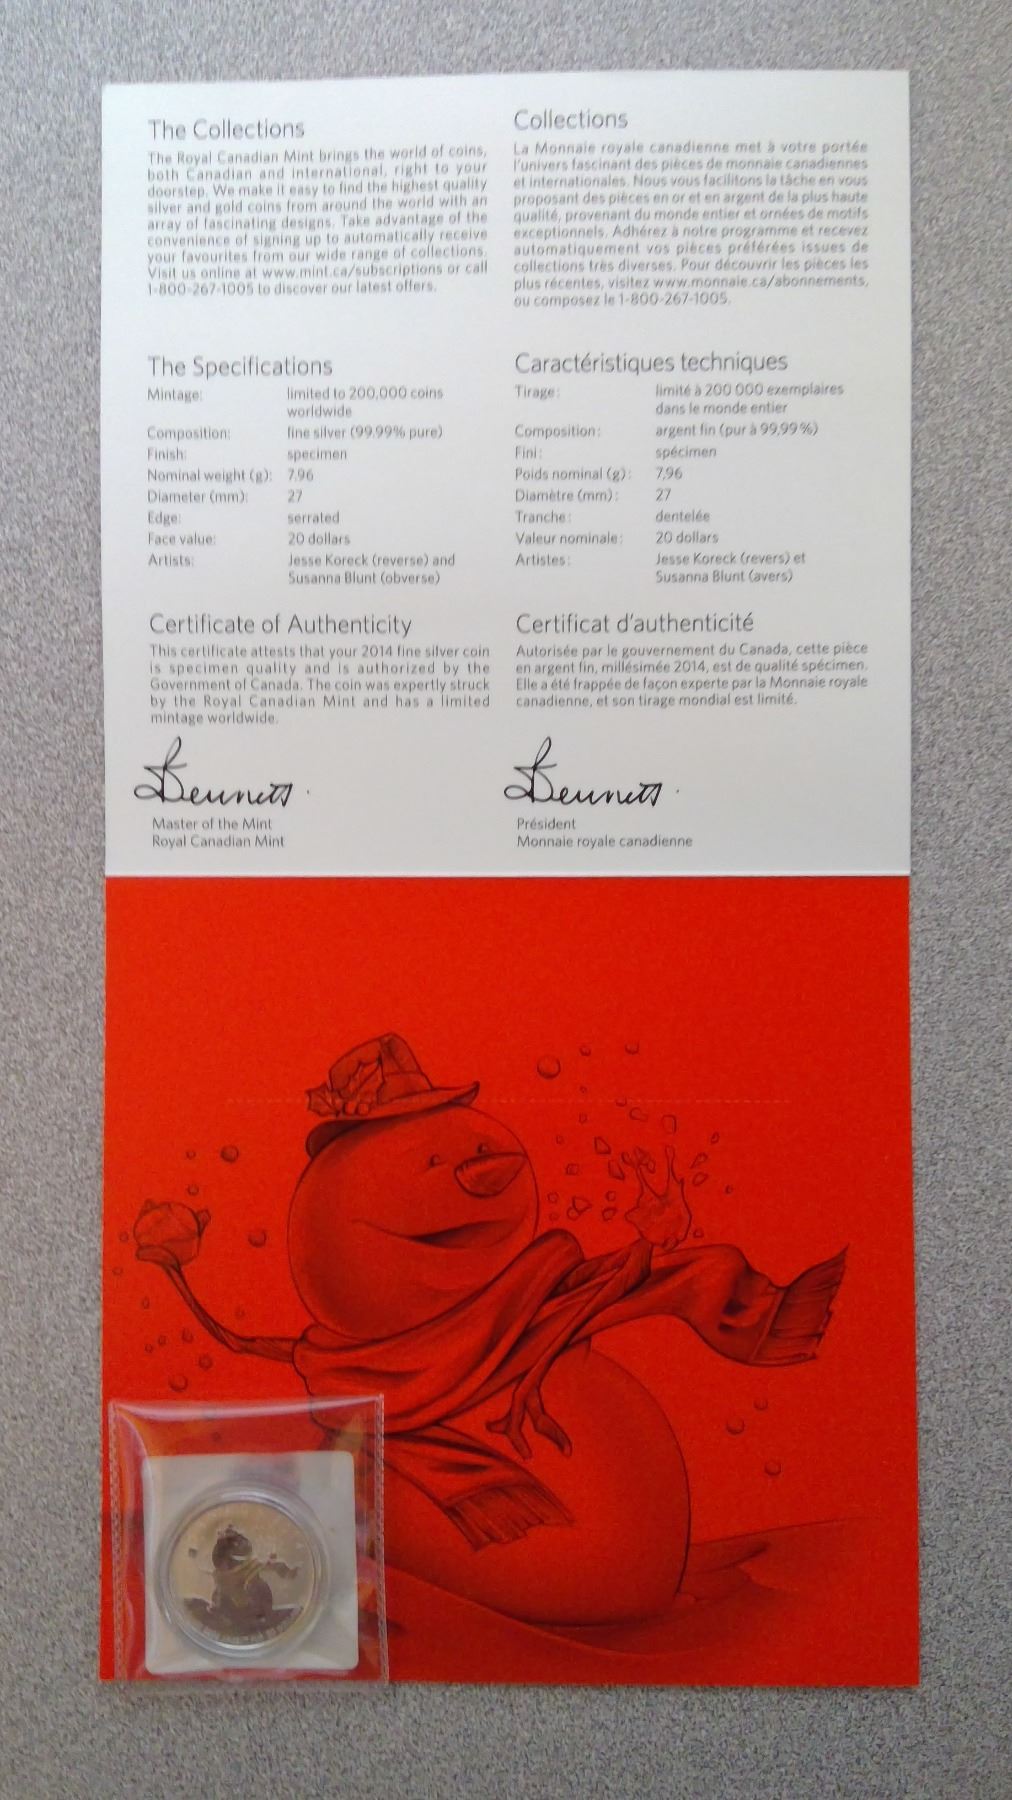 The Collections
The Royal Canadian Mint brings the world of coins,
both Canadian and international, right to your
doorstep. We make it easy to find the highest quality
silver and gold coins from around the world with an
array of fascinating designs. Take advantage of the
convenience of signing up to automatically receive
your favourites from our wide range of collections.
Visit us online at www.mint.ca/subscriptions or call
1-800-267-1005 to discover our latest offers.
Collections
La Monnaie royale canadienne met à votre portée
l'univers fascinant des pièces de monnaie canadiennes
et internationales. Nous vous facilitons la tâche en vous
proposant des pièces en or et en argent de la plus haute
qualité, provenant du monde entier et ornées de motifs
exceptionnels. Adhérez à notre programme et recevez
automatiquement vos pièces préférées issues de
collections très diverses. Pour découvrir les pièces les
plus récentes, visitez www.monnaie.ca/abonnements,
ou composez le 1-800-267-1005.
The Specifications
Mintage: limited to 200,000 coins
worldwide
Composition: fine silver (99.99% pure)
Finish: specimen
Nominal weight (g): 7.96
Diameter (mm): 27
Edge: serrated
Face value: 20 dollars
Artists: Jesse Koreck (reverse) and
Susanna Blunt (obverse)
Caractéristiques techniques
Tirage : limité à 200 000 exemplaires
dans le monde entier
Composition : argent fin (pur à 99,99 %)
Fini : spécimen
Poids nominal (g) : 7,96
Diamètre (mm) : 27
Tranche : dentelée
Valeur nominale : 20 dollars
Artistes : Jesse Koreck (revers) et
Susanna Blunt (avers)
Certificate of Authenticity
This certificate attests that your 2014 fine silver coin
is specimen quality and is authorized by the
Government of Canada. The coin was expertly struck
by the Royal Canadian Mint and has a limited
mintage worldwide.
Bennett
Master of the Mint
Royal Canadian Mint
Certificat d'authenticité
Autorisée par le gouvernement du Canada, cette pièce
en argent fin, millésimée 2014, est de qualité spécimen.
Elle a été frappée de façon experte par la Monnaie royale
canadienne, et son tirage mondial est limité.
Bennett
Président
Monnaie royale canadienne